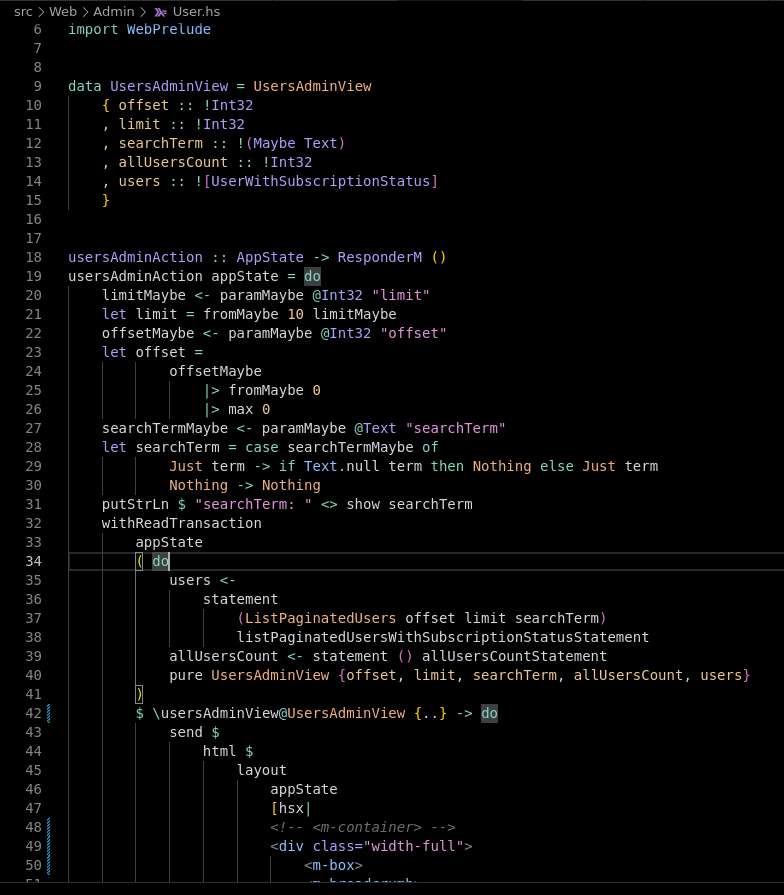 src > Web > Admin > User.hs
6 import WebPrelude
7
8
9 data UsersAdminView = UsersAdminView
10 { offset :: !Int32
11 , limit :: !Int32
12 , searchTerm :: !(Maybe Text)
13 , allUsersCount :: !Int32
14 , users :: ![UserWithSubscriptionStatus]
15 }
16
17
18 usersAdminAction :: AppState -> ResponderM ()
19 usersAdminAction appState = do
20 limitMaybe <- paramMaybe @Int32 "limit"
21 let limit = fromMaybe 10 limitMaybe
22 offsetMaybe <- paramMaybe @Int32 "offset"
23 let offset =
24 offsetMaybe
25 |> fromMaybe 0
26 |> max 0
27 searchTermMaybe <- paramMaybe @Text "searchTerm"
28 let searchTerm = case searchTermMaybe of
29 Just term -> if Text.null term then Nothing else Just term
30 Nothing -> Nothing
31 putStrLn $ "searchTerm: " <> show searchTerm
32 withReadTransaction
33 appState
34 ( do
35 users <-
36 statement
37 (ListPaginatedUsers offset limit searchTerm)
38 listPaginatedUsersWithSubscriptionStatusStatement
39 allUsersCount <- statement () allUsersCountStatement
40 pure UsersAdminView {offset, limit, searchTerm, allUsersCount, users}
41 )
42 $ \usersAdminView@UsersAdminView {..} -> do
43 send $
44 html $
45 layout
46 appState
47 [hsx|
48 <!-- <m-container> -->
49 <div class="width-full">
50 <m-box>